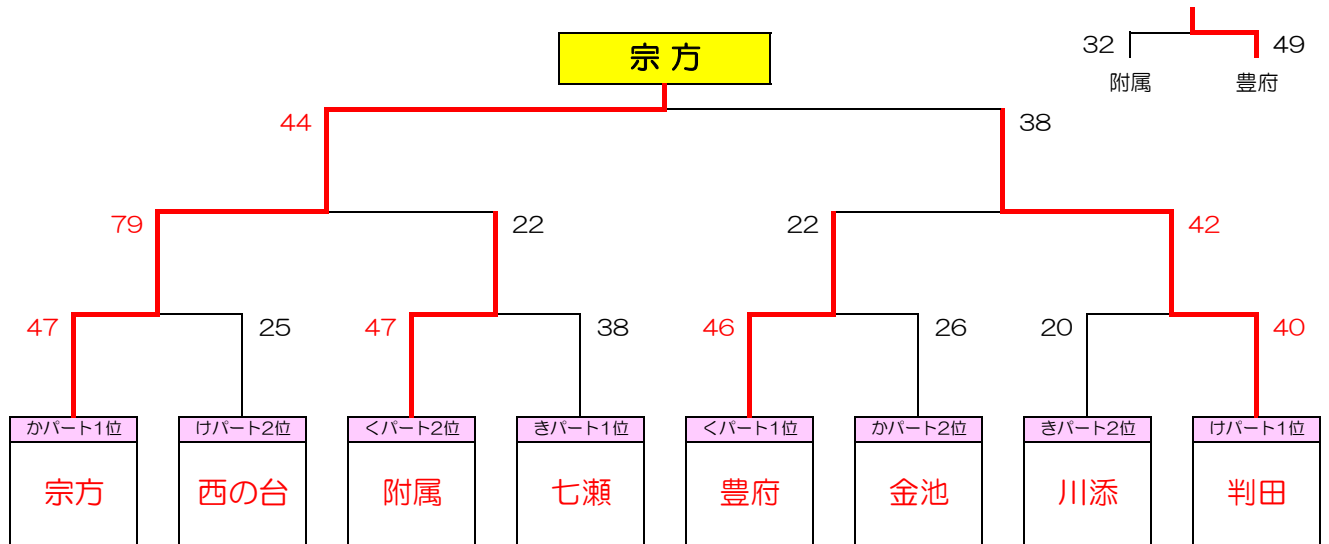 宗方
32 49
附属 豊府
44 38
79 22 22 42
47 25 47 38 46 26 20 40
かパート1位 けパート2位 くパート2位 きパート1位 くパート1位 かパート2位 きパート2位 けパート1位
宗方 西の台 附属 七瀬 豊府 金池 川添 判田